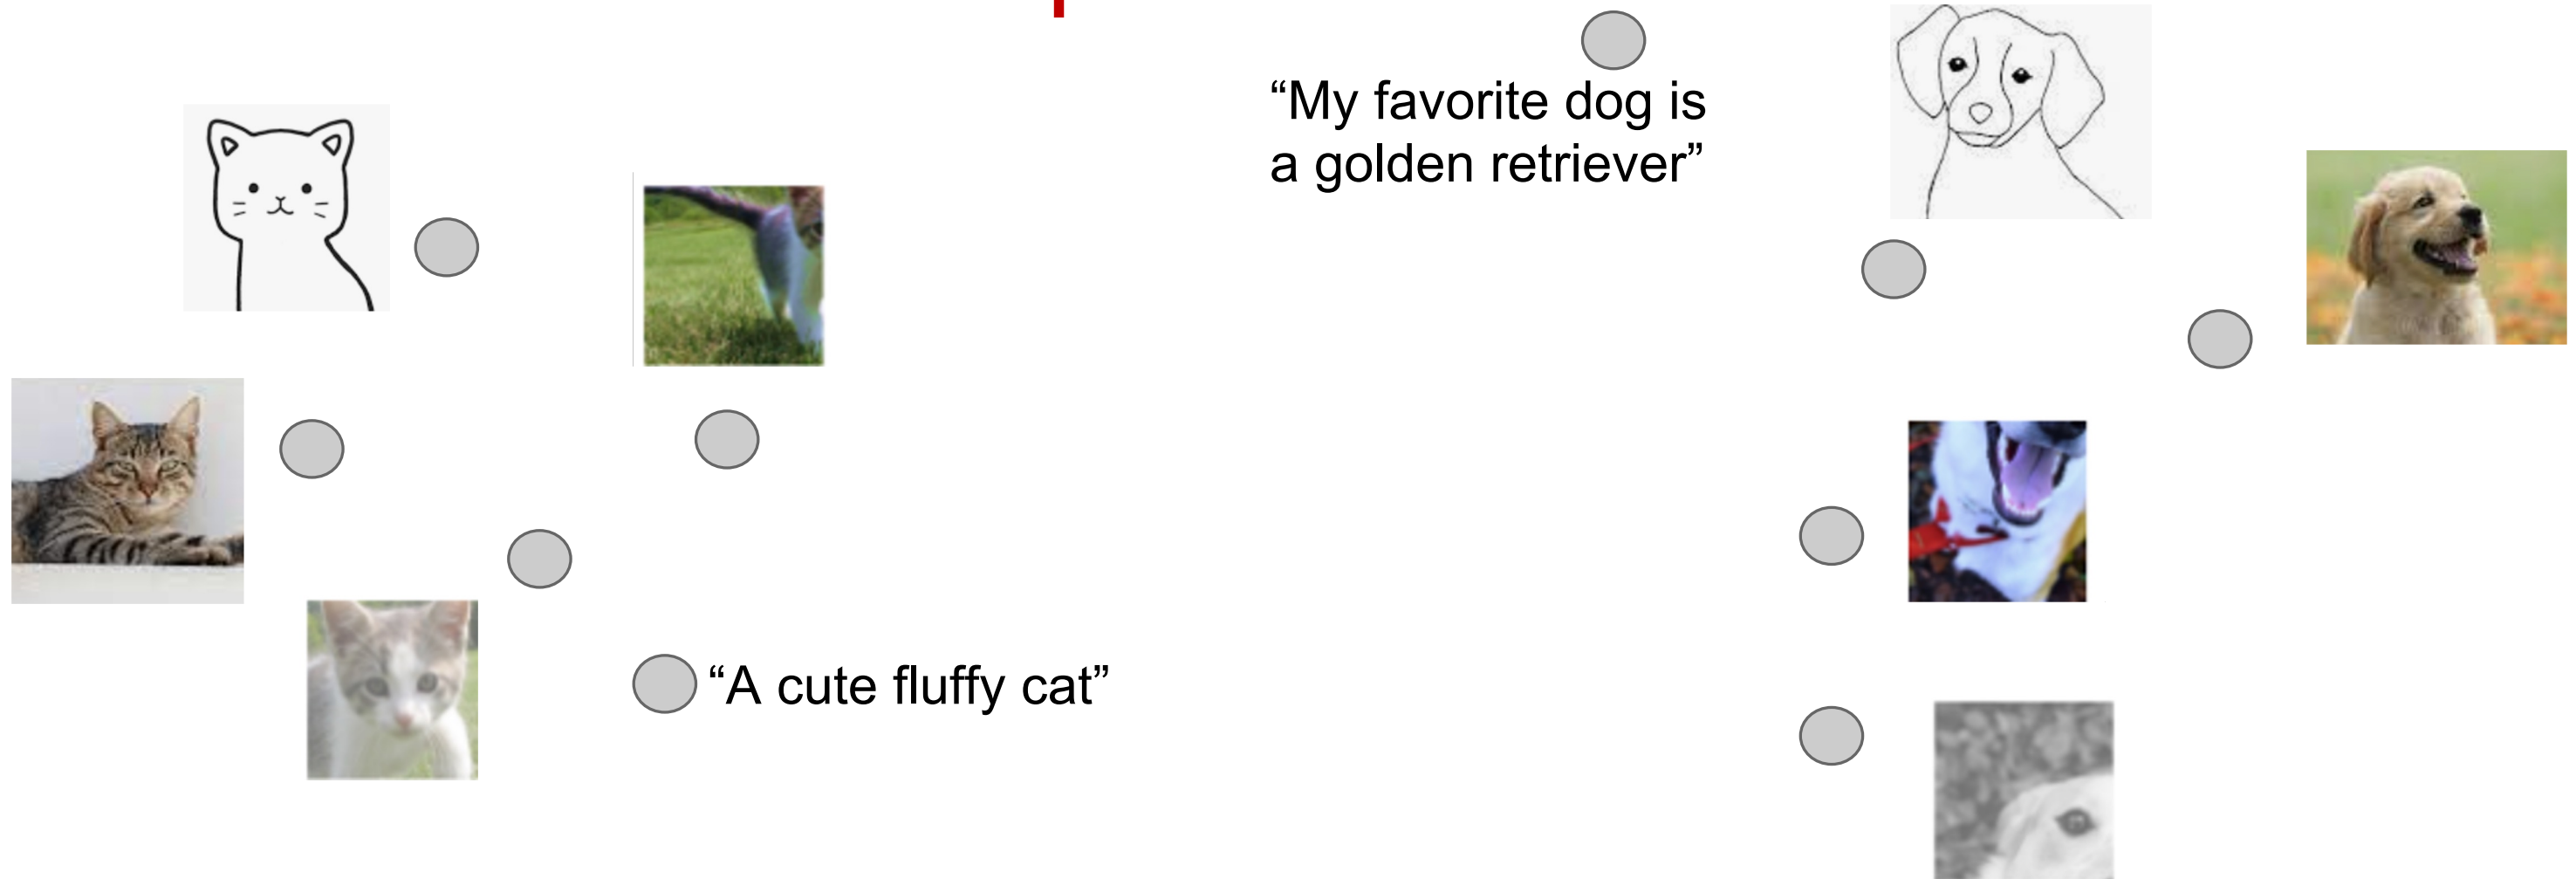 “My favorite dog is
a golden retriever”
“A cute fluffy cat”